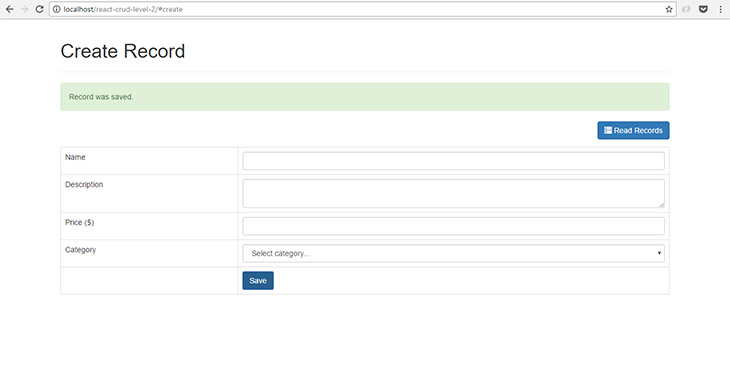 localhost/react-crud-level-2/#create
Create Record
Record was saved.
Read Records
Name
Description
Price ($)
Category
Select category...
Save